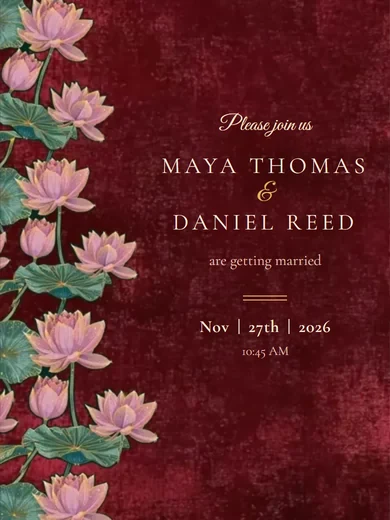 Please join us
MAYA THOMAS
&
DANIEL REED
are getting married
Nov | 27th | 2026
10:45 AM